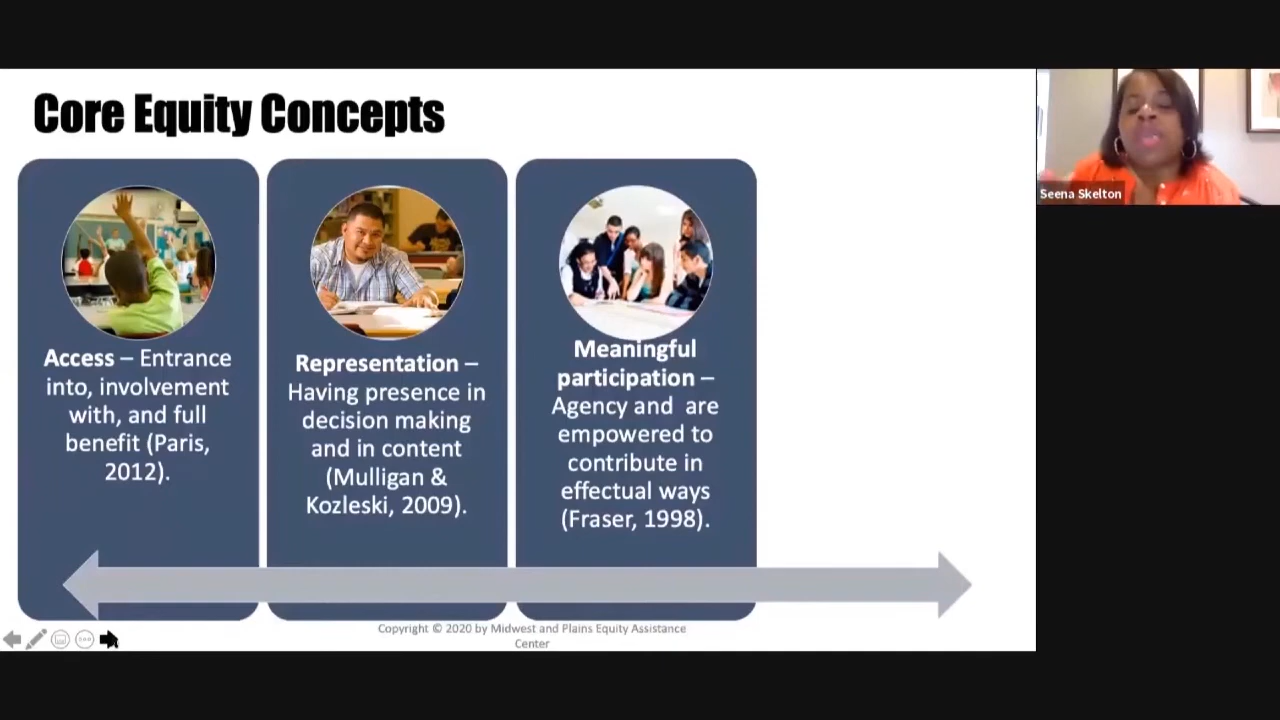 Core Equity Concepts
Seena Skelton
Access – Entrance
into, involvement
with, and full
benefit (Paris,
2012).
Representation –
Having presence in
decision making
and in content
(Mulligan &
Kozleski, 2009).
Meaningful
participation –
Agency and are
empowered to
contribute in
effectual ways
(Fraser, 1998).
Copyright © 2020 by Midwest and Plains Equity Assistance
Center